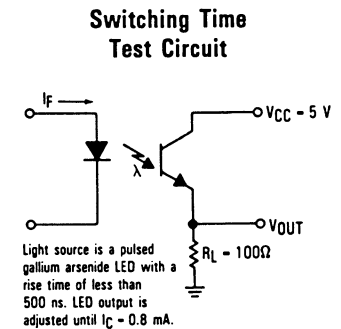 Switching Time
Test Circuit
IF
VCC = 5 V
λ
VOUT
RL = 100Ω
Light source is a pulsed
gallium arsenide LED with a
rise time of less than
500 ns. LED output is
adjusted until IC = 0.8 mA.